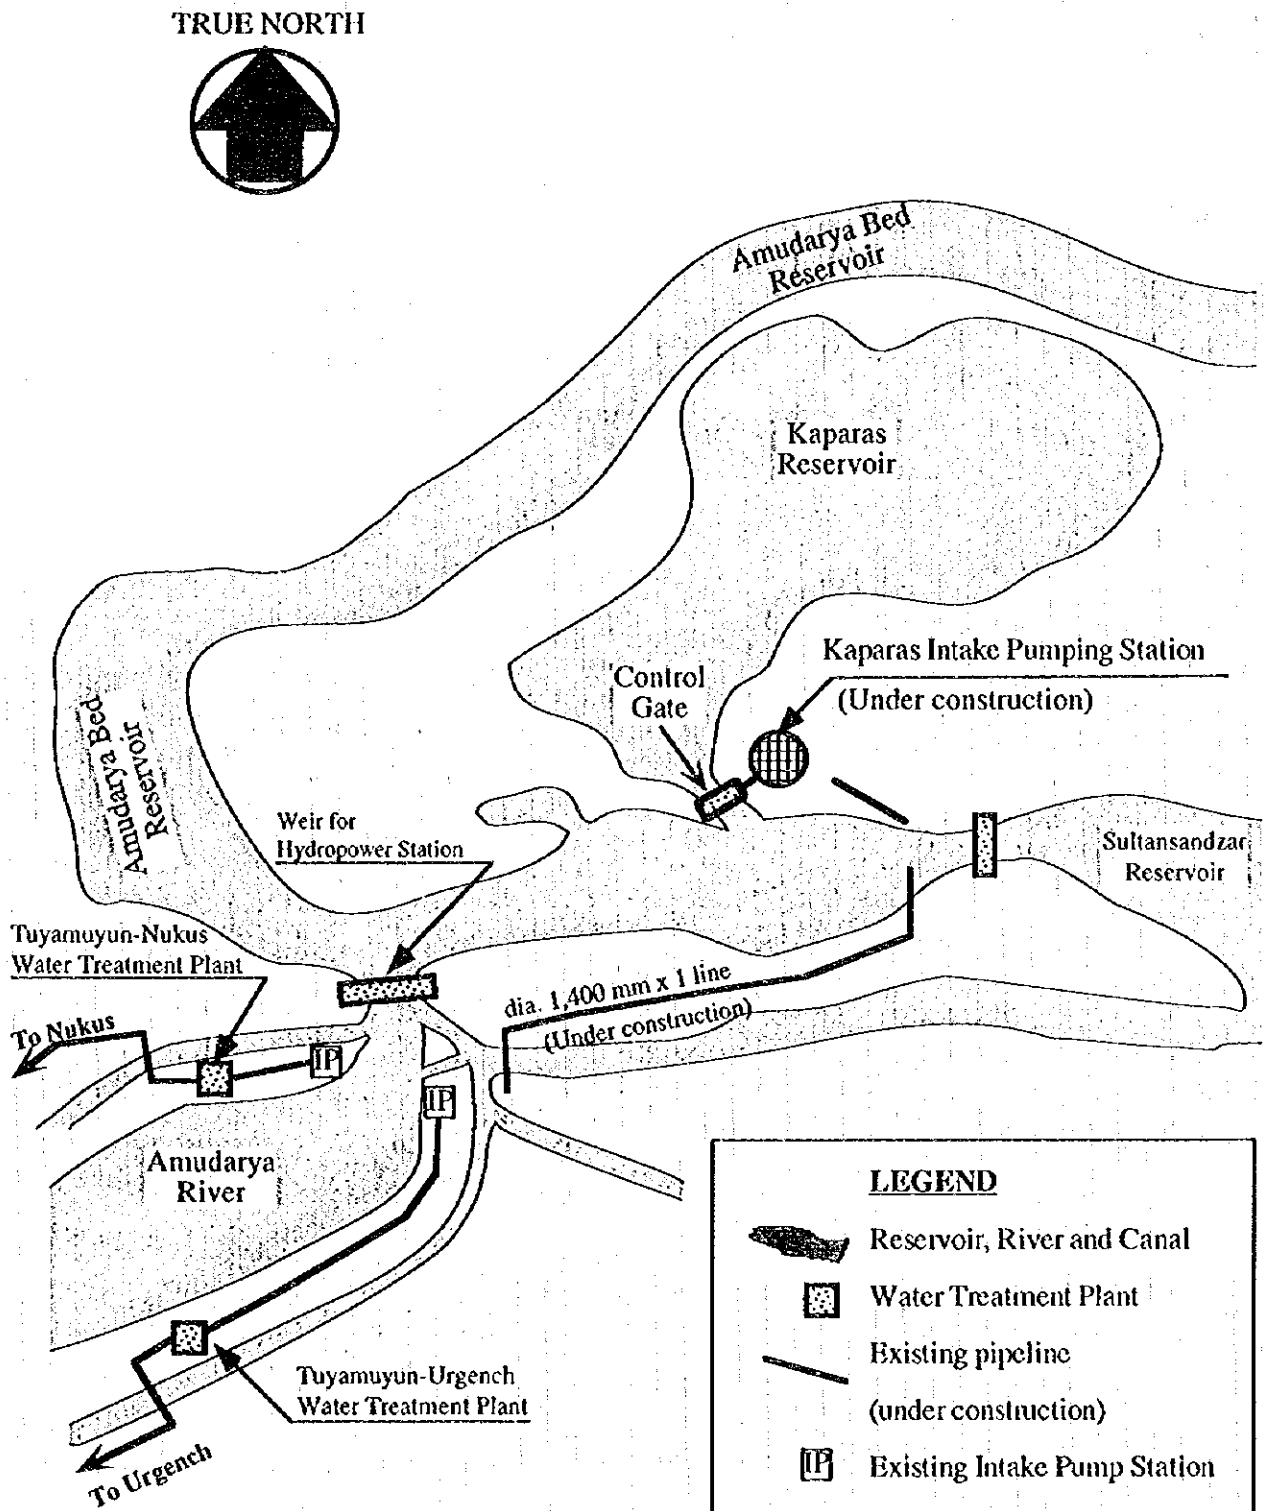 TRUE NORTH
Amudarya Bed
Reservoir
Kaparas
Reservoir
Kaparas Intake Pumping Station
(Under construction)
Control
Gate
Amudarya Bed
Reservoir
Weir for
Hydropower Station
Sultansandzar
Reservoir
Tuyamuyun-Nukus
Water Treatment Plant
dia. 1,400 mm x 1 line
(Under construction)
To Nukus
IP
IP
Amudarya
River
Tuyamuyun-Urgench
Water Treatment Plant
To Urgench
LEGEND
Reservoir, River and Canal
Water Treatment Plant
Existing pipeline
(under construction)
IP Existing Intake Pump Station